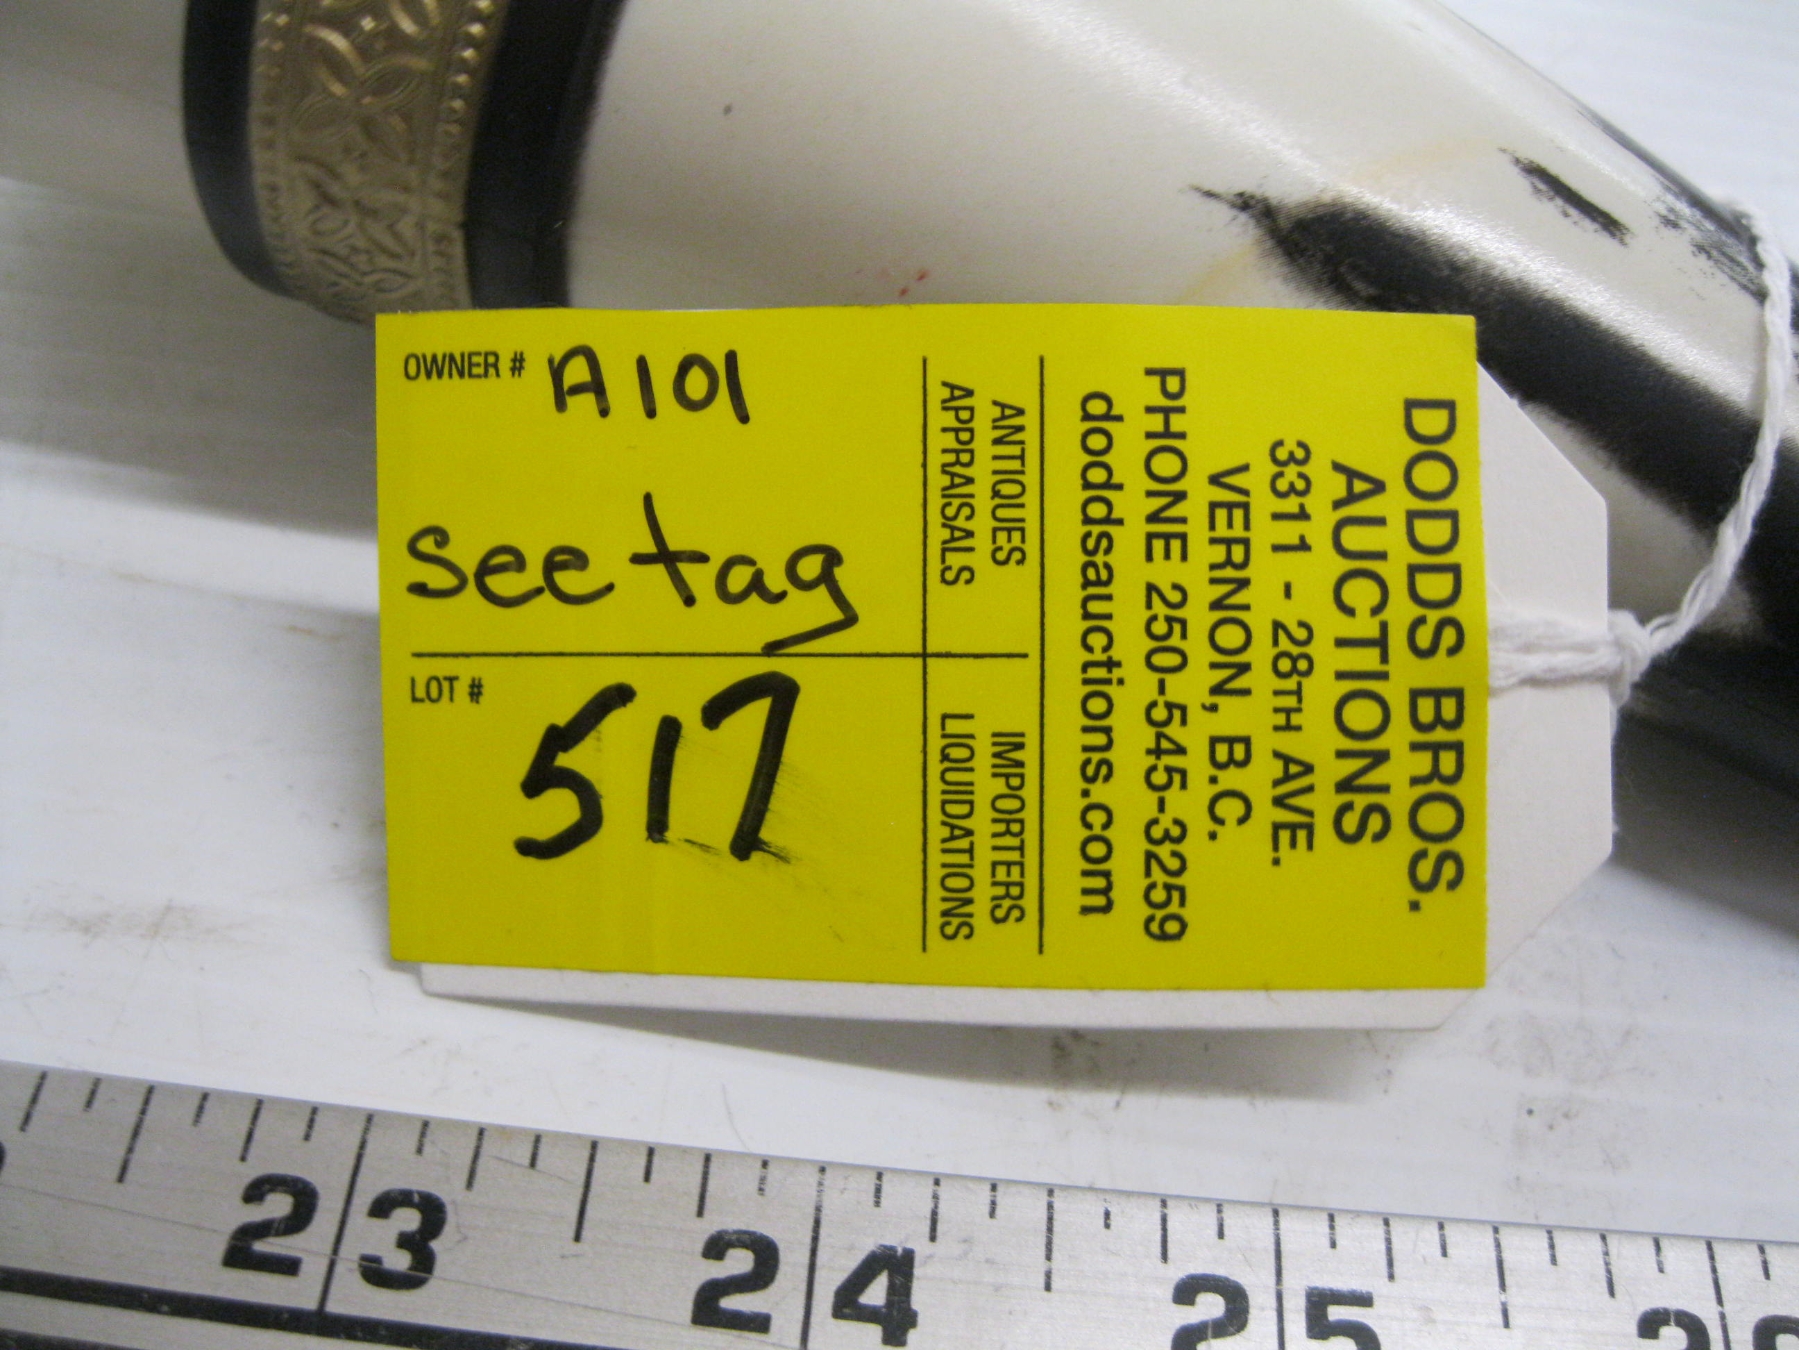 DODDS BROS.
AUCTIONS
3311 - 28TH AVE.
VERNON, B.C.
PHONE 250-545-3259
doddsauctions.com
ANTIQUES
APPRAISALS
IMPORTERS
LIQUIDATIONS
OWNER # A101
see tag
LOT #
517
23 24 25